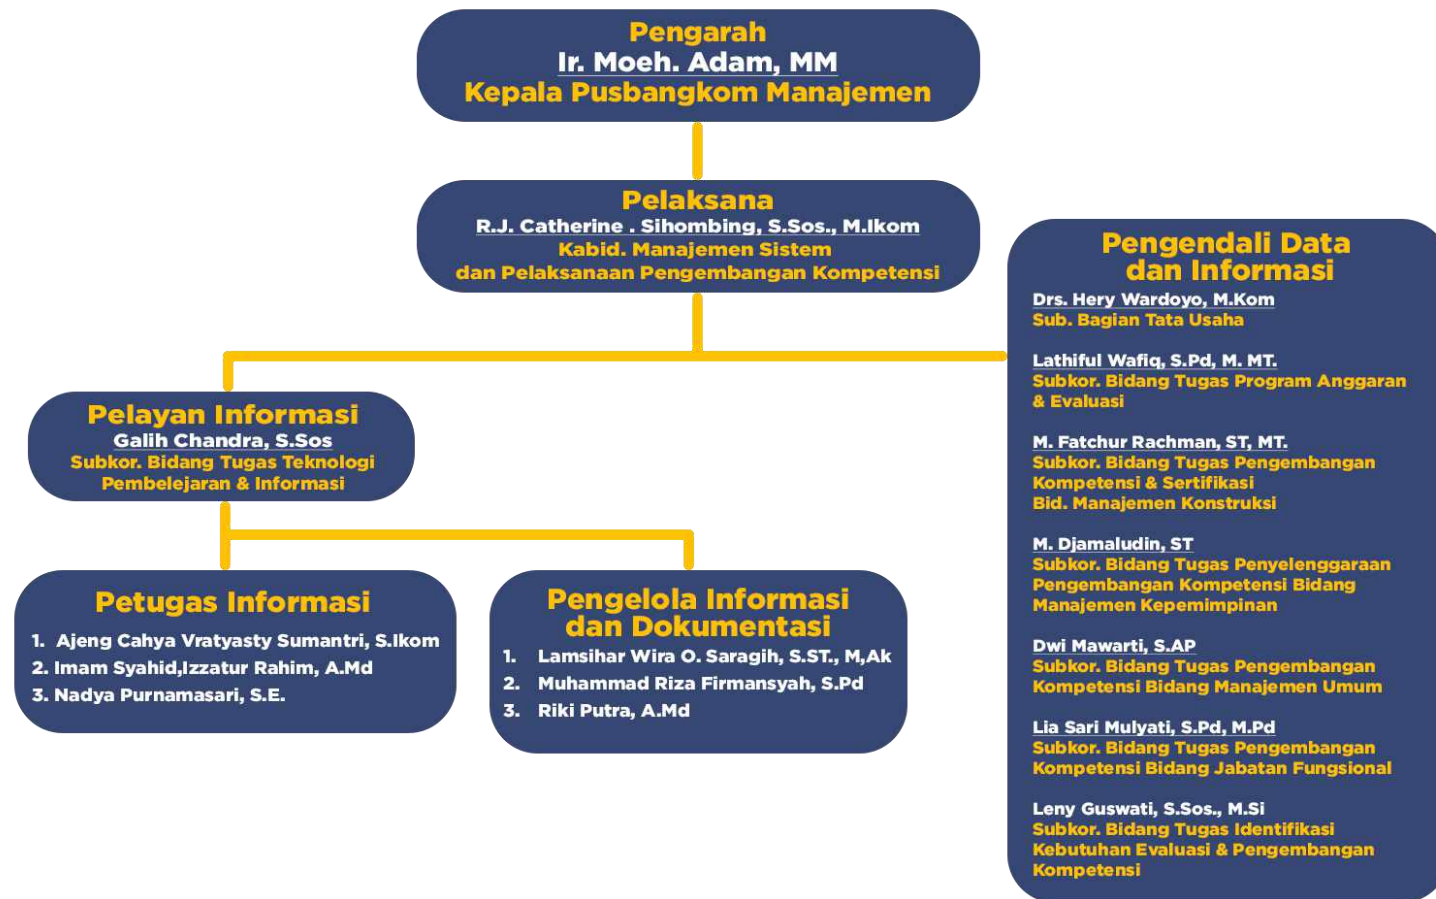 Pengarah
Ir. Moeh. Adam, MM
Kepala Pusbangkom Manajemen
Pelaksana
R.J. Catherine . Sihombing, S.Sos., M.Ikom
Kabid. Manajemen Sistem
dan Pelaksanaan Pengembangan Kompetensi
Pelayan Informasi
Galih Chandra, S.Sos
Subkor. Bidang Tugas Teknologi
Pembelejaran & Informasi
Petugas Informasi
1. Ajeng Cahya Vratyasty Sumantri, S.Ikom
2. Imam Syahid,Izzatur Rahim, A.Md
3. Nadya Purnamasari, S.E.
Pengelola Informasi
dan Dokumentasi
1. Lamsihar Wira O. Saragih, S.ST., M,Ak
2. Muhammad Riza Firmansyah, S.Pd
3. Riki Putra, A.Md
Pengendali Data
dan Informasi
Drs. Hery Wardoyo, M.Kom
Sub. Bagian Tata Usaha
Lathiful Wafiq, S.Pd, M. MT.
Subkor. Bidang Tugas Program Anggaran
& Evaluasi
M. Fatchur Rachman, ST, MT.
Subkor. Bidang Tugas Pengembangan
Kompetensi & Sertifikasi
Bid. Manajemen Konstruksi
M. Djamaludin, ST
Subkor. Bidang Tugas Penyelenggaraan
Pengembangan Kompetensi Bidang
Manajemen Kepemimpinan
Dwi Mawarti, S.AP
Subkor. Bidang Tugas Pengembangan
Kompetensi Bidang Manajemen Umum
Lia Sari Mulyati, S.Pd, M.Pd
Subkor. Bidang Tugas Pengembangan
Kompetensi Bidang Jabatan Fungsional
Leny Guswati, S.Sos., M.Si
Subkor. Bidang Tugas Identifikasi
Kebutuhan Evaluasi & Pengembangan
Kompetensi